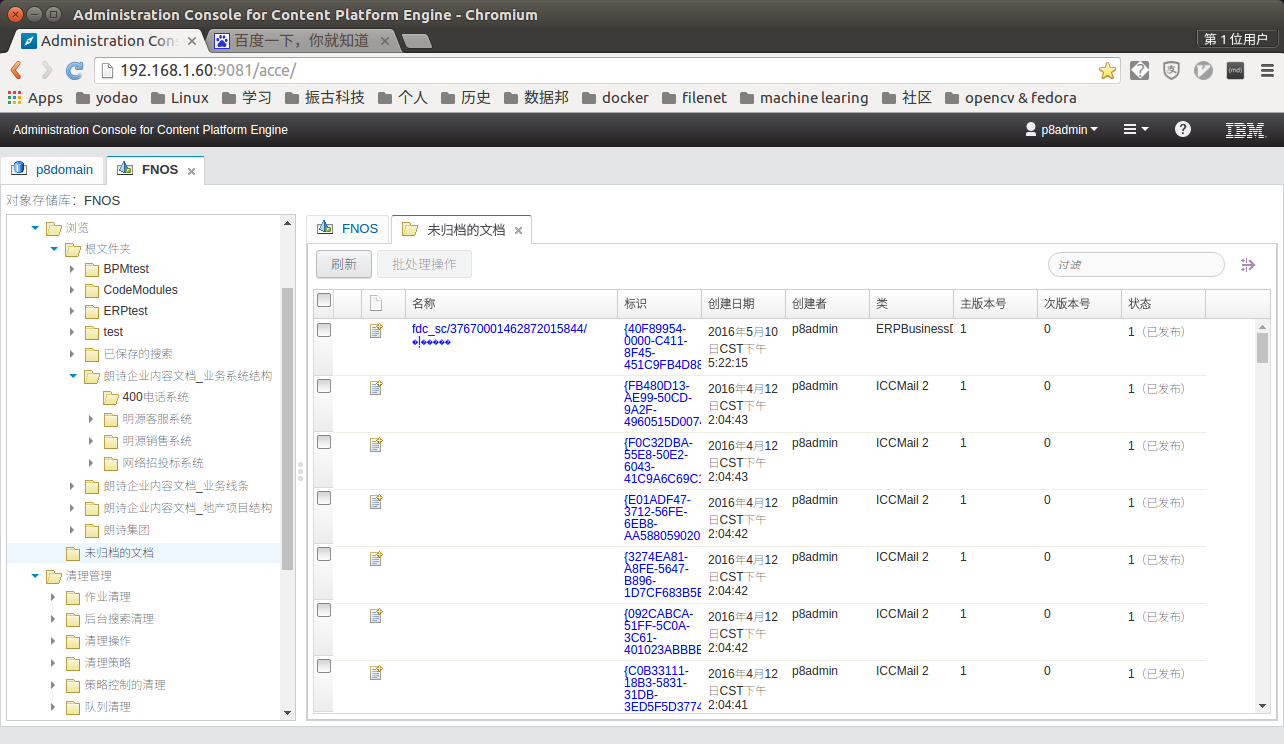 Administration Console for Content Platform Engine - Chromium
Administration Con
百度一下，你就知道
第 1 位用户
192.168.1.60:9081/acce/
Apps yodao Linux 学习 振古科技 个人 历史 数据邦 docker filenet machine learing 社区 opencv & fedora
Administration Console for Content Platform Engine
p8admin
IBM
p8domain FNOS
对象存储库： FNOS
浏览
根文件夹
BPMtest
CodeModules
ERPtest
test
已保存的搜索
朗诗企业内容文档_业务系统结构
400电话系统
明源客服系统
明源销售系统
网络招投标系统
朗诗企业内容文档_业务线条
朗诗企业内容文档_地产项目结构
朗诗集团
未归档的文档
清理管理
作业清理
后台搜索清理
清理操作
清理策略
策略控制的清理
队列清理
FNOS 未归档的文档
刷新 批处理操作 过滤
名称 标识 创建日期 创建者 类 主版本号 次版本号 状态
fdc_sc/37670001462872015844/ {40F89954-0000-C411-8F45-451C9FB4D88 2016年5月10日CST下午5:22:15 p8admin ERPBusinessD 1 0 1（已发布）
{FB480D13-AE99-50CD-9A2F-4960515D0074 2016年4月12日CST下午2:04:43 p8admin ICCMail 2 1 0 1（已发布）
{F0C32DBA-55E8-50E2-6043-41C9A6C69C1 2016年4月12日CST下午2:04:43 p8admin ICCMail 2 1 0 1（已发布）
{E01ADF47-3712-56FE-6EB8-AA588059020 2016年4月12日CST下午2:04:42 p8admin ICCMail 2 1 0 1（已发布）
{3274EA81-A8FE-5647-B896-1D7CF683B5E 2016年4月12日CST下午2:04:42 p8admin ICCMail 2 1 0 1（已发布）
{092CABCA-51FF-5C0A-3C61-401023ABBBE 2016年4月12日CST下午2:04:42 p8admin ICCMail 2 1 0 1（已发布）
{C0B33111-18B3-5831-31DB-3ED5F5D3774 2016年4月12日CST下午2:04:41 p8admin ICCMail 2 1 0 1（已发布）